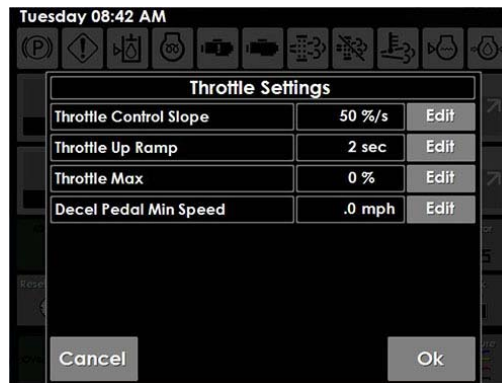 Tuesday 08:42 AM
Throttle Settings
Throttle Control Slope 50 %/s Edit
Throttle Up Ramp 2 sec Edit
Throttle Max 0 % Edit
Decel Pedal Min Speed .0 mph Edit
Cancel Ok